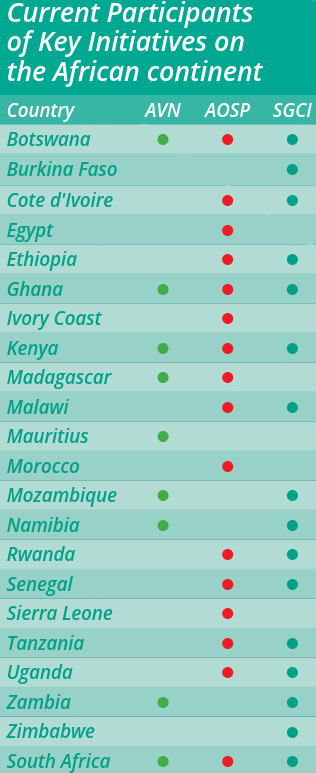 Current Participants
of Key Initiatives on
the African continent
Country AVN AOSP SGCI
Botswana
Burkina Faso
Cote d'Ivoire
Egypt
Ethiopia
Ghana
Ivory Coast
Kenya
Madagascar
Malawi
Mauritius
Morocco
Mozambique
Namibia
Rwanda
Senegal
Sierra Leone
Tanzania
Uganda
Zambia
Zimbabwe
South Africa